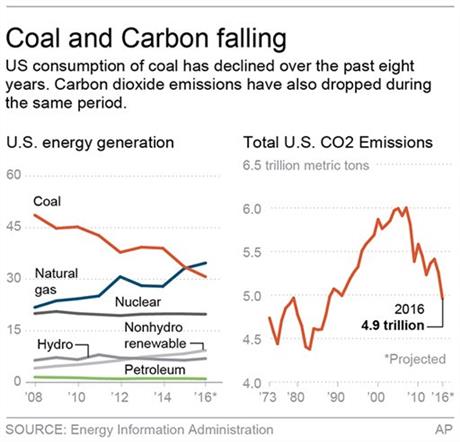 Coal and Carbon falling
US consumption of coal has declined over the past eight
years. Carbon dioxide emissions have also dropped during
the same period.
U.S. energy generation
60
45
30
15
0
Coal
Natural
gas
Nuclear
Hydro
Nonhydro
renewable
Petroleum
'08 '10 '12 '14 '16*
Total U.S. CO2 Emissions
6.5 trillion metric tons
6.0
5.5
5.0
4.5
4.0
2016
4.9 trillion
*Projected
'73 '80 '90 '00 '10 '16*
SOURCE: Energy Information Administration
AP